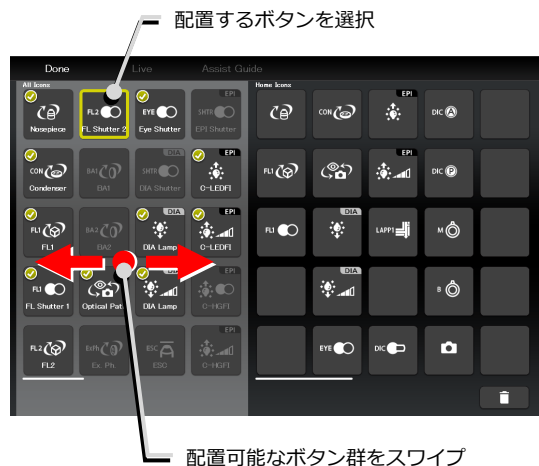 配置するボタンを選択
Done Live Assist Guide
All Icons Home Icons
EPI EPI
FL2 EYE SHTR CON DIC A
Nosepiece FL Shutter 2 Eye Shutter EPI Shutter
DIA EPI EPI
CON BA1 SHTR FL1 DIC P
Condenser BA1 DIA Shutter O-LEDFI
DIA EPI DIA
FL1 BA2 FL1 LAPP1 M
FL1 BA2 DIA Lamp O-LEDFI
DIA EPI DIA
FL1 B
FL Shutter 1 Optical Path DIA Lamp O-HGFI
EPI
FL2 ExPh ESC EYE DIC
FL2 Ex. Ph. ESC O-HGFI
配置可能なボタン群をスワイプ